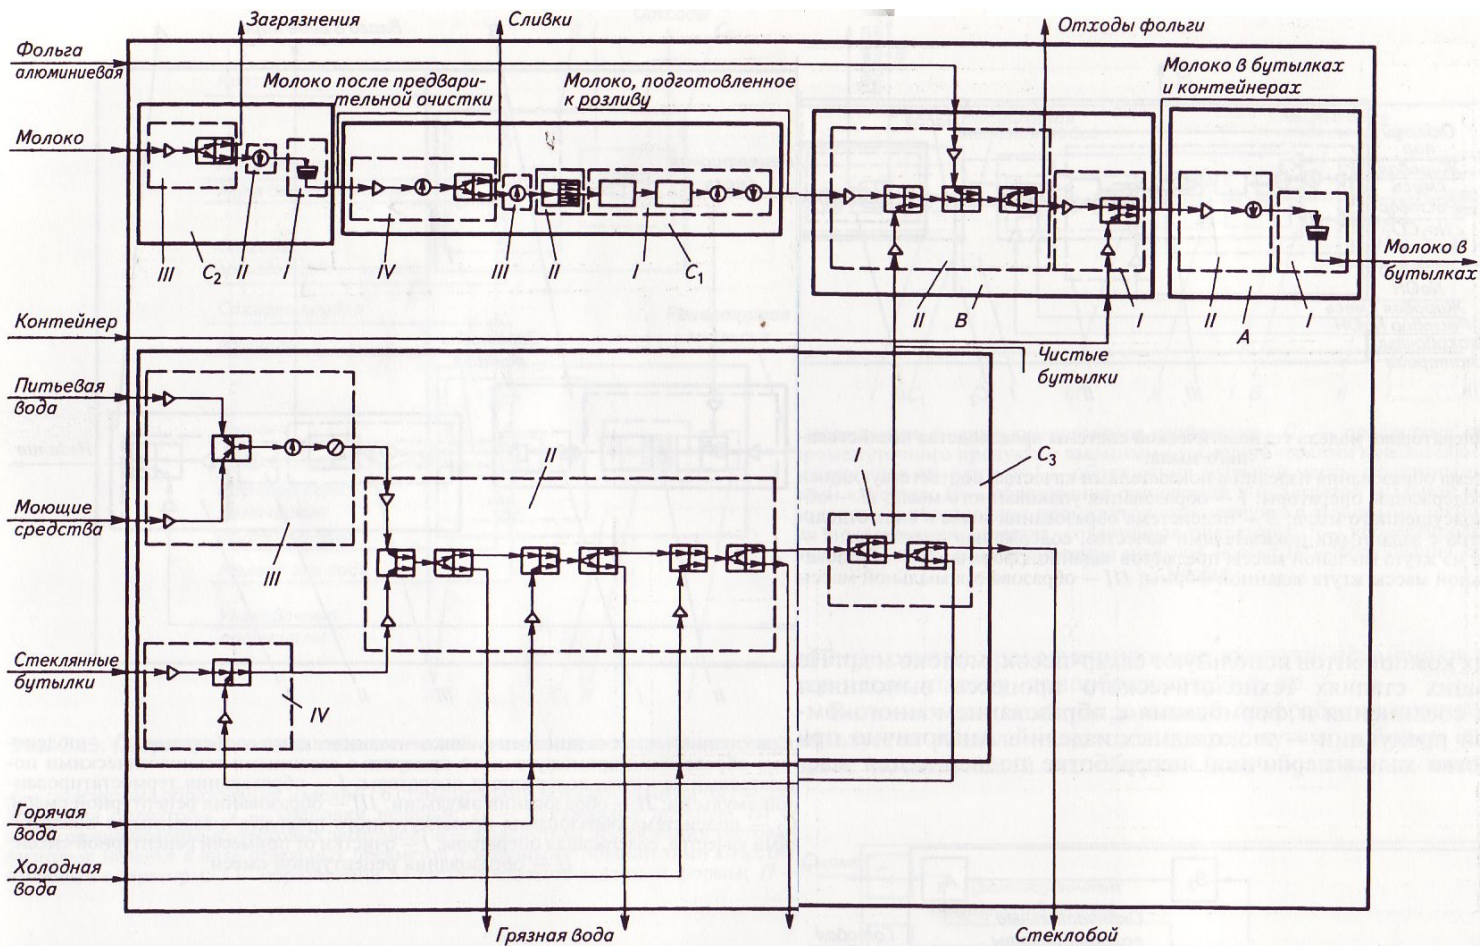 Загрязнения
Сливки
Отходы фольги
Фольга
алюминиевая
Молоко после предвари-
тельной очистки
Молоко, подготовленное
к розливу
Молоко в бутылках
и контейнерах
Молоко
III
C2
II
I
IV
III
II
I
C1
II
B
I
II
A
I
Молоко в
бутылках
Контейнер
Чистые
бутылки
Питьевая
вода
Моющие
средства
III
II
I
C3
Стеклянные
бутылки
IV
Горячая
вода
Холодная
вода
Грязная вода
Стеклобой